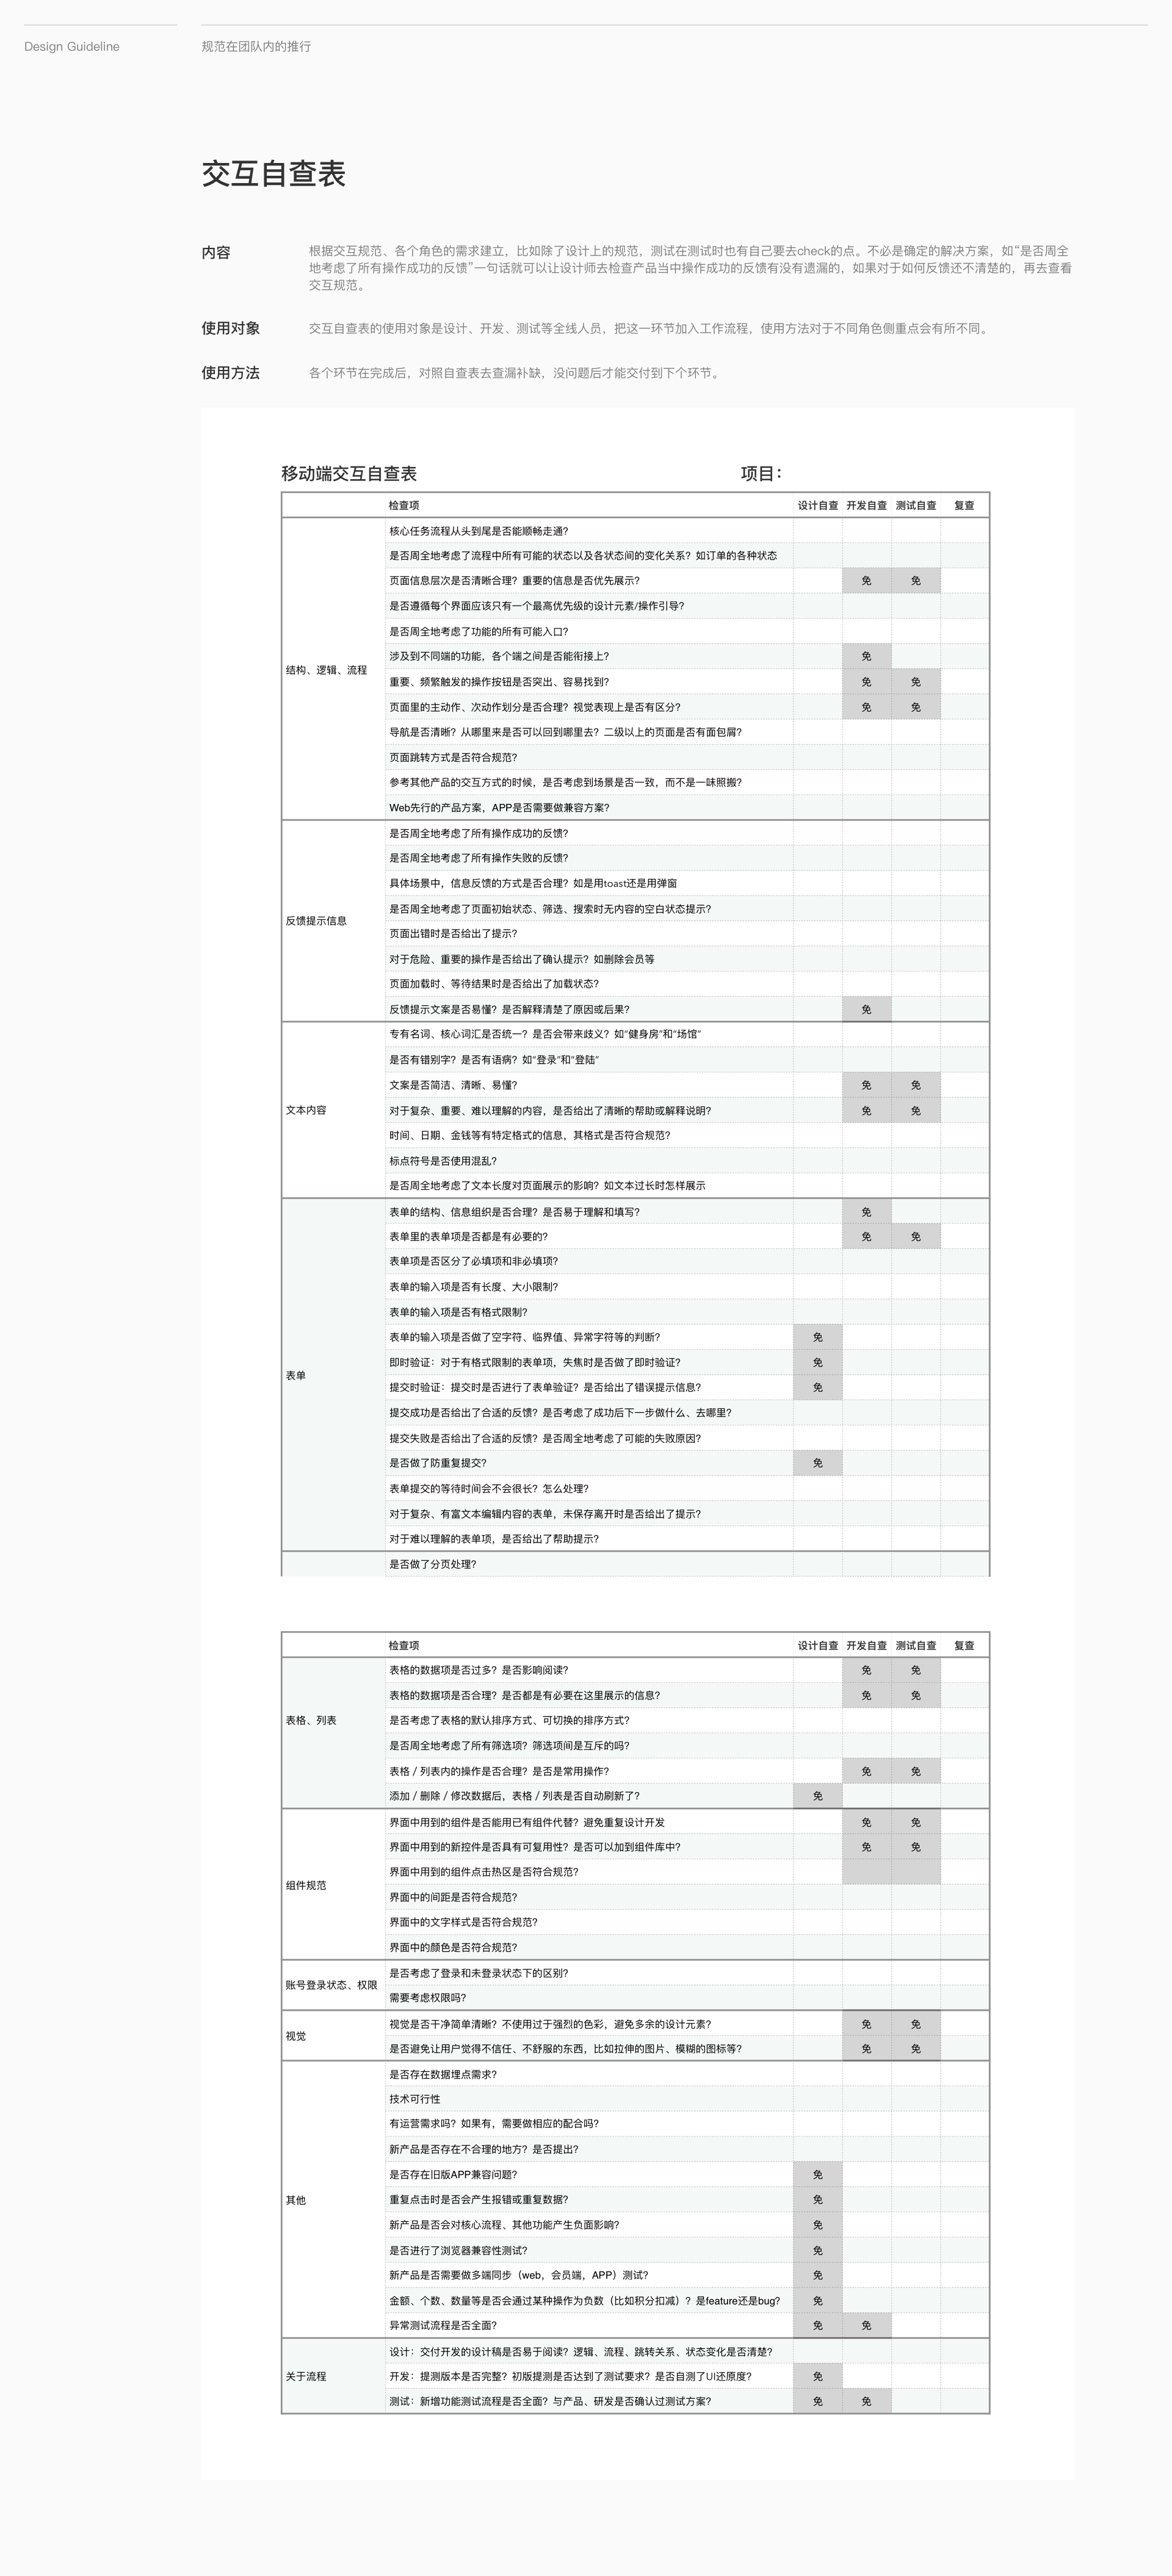 Design Guideline
规范在团队内的推行
交互自查表
内容
根据交互规范、各个角色的需求建立，比如除了设计上的规范，测试在测试时也有自己要去check的点。不必是确定的解决方案，如“是否周全
地考虑了所有操作成功的反馈”一句话就可以让设计师去检查产品当中操作成功的反馈有没有遗漏的，如果对于如何反馈还不清楚的，再去查看
交互规范。
使用对象
交互自查表的使用对象是设计、开发、测试等全线人员，把这一环节加入工作流程，使用方法对于不同角色侧重点会有所不同。
使用方法
各个环节在完成后，对照自查表去查漏补缺，没问题后才能交付到下个环节。
移动端交互自查表 项目：
检查项 设计自查 开发自查 测试自查 复查
核心任务流程从头到尾是否能顺畅走通？
是否周全地考虑了流程中所有可能的状态以及各状态间的变化关系？如订单的各种状态
页面信息层次是否清晰合理？重要的信息是否优先展示？ 免 免
是否遵循每个界面应该只有一个最高优先级的设计元素/操作引导？
是否周全地考虑了功能的所有可能入口？
涉及到不同端的功能，各个端之间是否能衔接上？ 免
结构、逻辑、流程
重要、频繁触发的操作按钮是否突出、容易找到？ 免 免
页面里的主动作、次动作划分是否合理？视觉表现上是否有区分？ 免 免
导航是否清晰？从哪里来是否可以回到哪里去？二级以上的页面是否有面包屑？
页面跳转方式是否符合规范？
参考其他产品的交互方式的时候，是否考虑到场景是否一致，而不是一味照搬？
Web先行的产品方案，APP是否需要做兼容方案？
是否周全地考虑了所有操作成功的反馈？
是否周全地考虑了所有操作失败的反馈？
具体场景中，信息反馈的方式是否合理？如是用toast还是用弹窗
是否周全地考虑了页面初始状态、筛选、搜索时无内容的空白状态提示？
反馈提示信息
页面出错时是否给出了提示？
对于危险、重要的操作是否给出了确认提示？如删除会员等
页面加载时、等待结果时是否给出了加载状态？
反馈提示文案是否易懂？是否解释清楚了原因或后果？ 免
专有名词、核心词汇是否统一？是否会带来歧义？如“健身房”和“场馆”
是否有错别字？是否有语病？如“登录”和“登陆”
文案是否简洁、清晰、易懂？ 免 免
文本内容
对于复杂、重要、难以理解的内容，是否给出了清晰的帮助或解释说明？ 免 免
时间、日期、金钱等有特定格式的信息，其格式是否符合规范？
标点符号是否使用混乱？
是否周全地考虑了文本长度对页面展示的影响？如文本过长时怎样展示
表单的结构、信息组织是否合理？是否易于理解和填写？ 免
表单里的表单项是否都是有必要的？ 免 免
表单项是否区分了必填项和非必填项？
表单的输入项是否有长度、大小限制？
表单的输入项是否有格式限制？
表单的输入项是否做了空字符、临界值、异常字符等的判断？ 免
即时验证：对于有格式限制的表单项，失焦时是否做了即时验证？ 免
表单
提交时验证：提交时是否进行了表单验证？是否给出了错误提示信息？ 免
提交成功是否给出了合适的反馈？是否考虑了成功后下一步做什么、去哪里？
提交失败是否给出了合适的反馈？是否周全地考虑了可能的失败原因？
是否做了防重复提交？ 免
表单提交的等待时间会不会很长？怎么处理？
对于复杂、有富文本编辑内容的表单，未保存离开时是否给出了提示？
对于难以理解的表单项，是否给出了帮助提示？
是否做了分页处理？
检查项 设计自查 开发自查 测试自查 复查
表格的数据项是否过多？是否影响阅读？ 免 免
表格的数据项是否合理？是否都是有必要在这里展示的信息？ 免 免
表格、列表
是否考虑了表格的默认排序方式、可切换的排序方式？
是否周全地考虑了所有筛选项？筛选项间是互斥的吗？
表格 / 列表内的操作是否合理？是否是常用操作？ 免 免
添加 / 删除 / 修改数据后，表格 / 列表是否自动刷新了？ 免
界面中用到的组件是否能用已有组件代替？避免重复设计开发 免 免
界面中用到的新控件是否具有可复用性？是否可以加到组件库中？ 免 免
界面中用到的组件点击热区是否符合规范？
组件规范
界面中的间距是否符合规范？
界面中的文字样式是否符合规范？
界面中的颜色是否符合规范？
账号登录状态、权限
是否考虑了登录和未登录状态下的区别？
需要考虑权限吗？
视觉
视觉是否干净简单清晰？不使用过于强烈的色彩，避免多余的设计元素？ 免 免
是否避免让用户觉得不信任、不舒服的东西，比如拉伸的图片、模糊的图标等？ 免 免
是否存在数据埋点需求？
技术可行性
有运营需求吗？如果有，需要做相应的配合吗？
新产品是否存在不合理的地方？是否提出？
是否存在旧版APP兼容问题？ 免
其他
重复点击时是否会产生报错或重复数据？ 免
新产品是否会对核心流程、其他功能产生负面影响？ 免
是否进行了浏览器兼容性测试？ 免
新产品是否需要做多端同步（web，会员端，APP）测试？ 免
金额、个数、数量等是否会通过某种操作为负数（比如积分扣减）？是feature还是bug？ 免
异常测试流程是否全面？ 免 免
设计：交付开发的设计稿是否易于阅读？逻辑、流程、跳转关系、状态变化是否清楚？
关于流程
开发：提测版本是否完整？初版提测是否达到了测试要求？是否自测了UI还原度？ 免
测试：新增功能测试流程是否全面？与产品、研发是否确认过测试方案？ 免 免